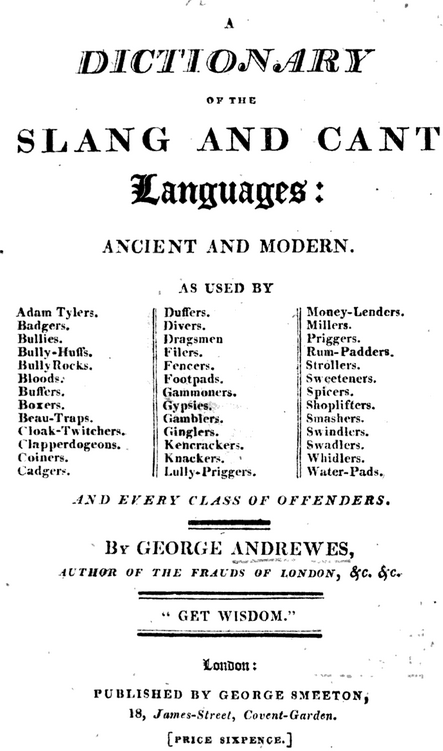 A
DICTIONARY
OF THE
SLANG AND CANT
Languages:
ANCIENT AND MODERN.
AS USED BY
Adam Tylers.
Badgers.
Bullies.
Bully-Huffs.
Bully Rocks.
Bloods.
Buffers.
Boxers.
Beau-Traps.
Cloak-Twitchers.
Clapperdogeons.
Coiners.
Cadgers.
Duffers.
Divers.
Dragsmen
Filers.
Fencers.
Footpads.
Gammoners.
Gypsies.
Gamblers.
Ginglers.
Kencrackers.
Knackers.
Lully-Priggers.
Money-Lenders.
Millers.
Priggers.
Rum-Padders.
Strollers.
Sweeteners.
Spicers.
Shoplifters.
Smashers.
Swindlers.
Swadlers.
Whidlers.
Water-Pads.
AND EVERY CLASS OF OFFENDERS.
BY GEORGE ANDREWES,
AUTHOR OF THE FRAUDS OF LONDON, &C. &C.
" GET WISDOM."
London:
PUBLISHED BY GEORGE SMEETON,
18, James-Street, Covent-Garden.
[PRICE SIXPENCE.]